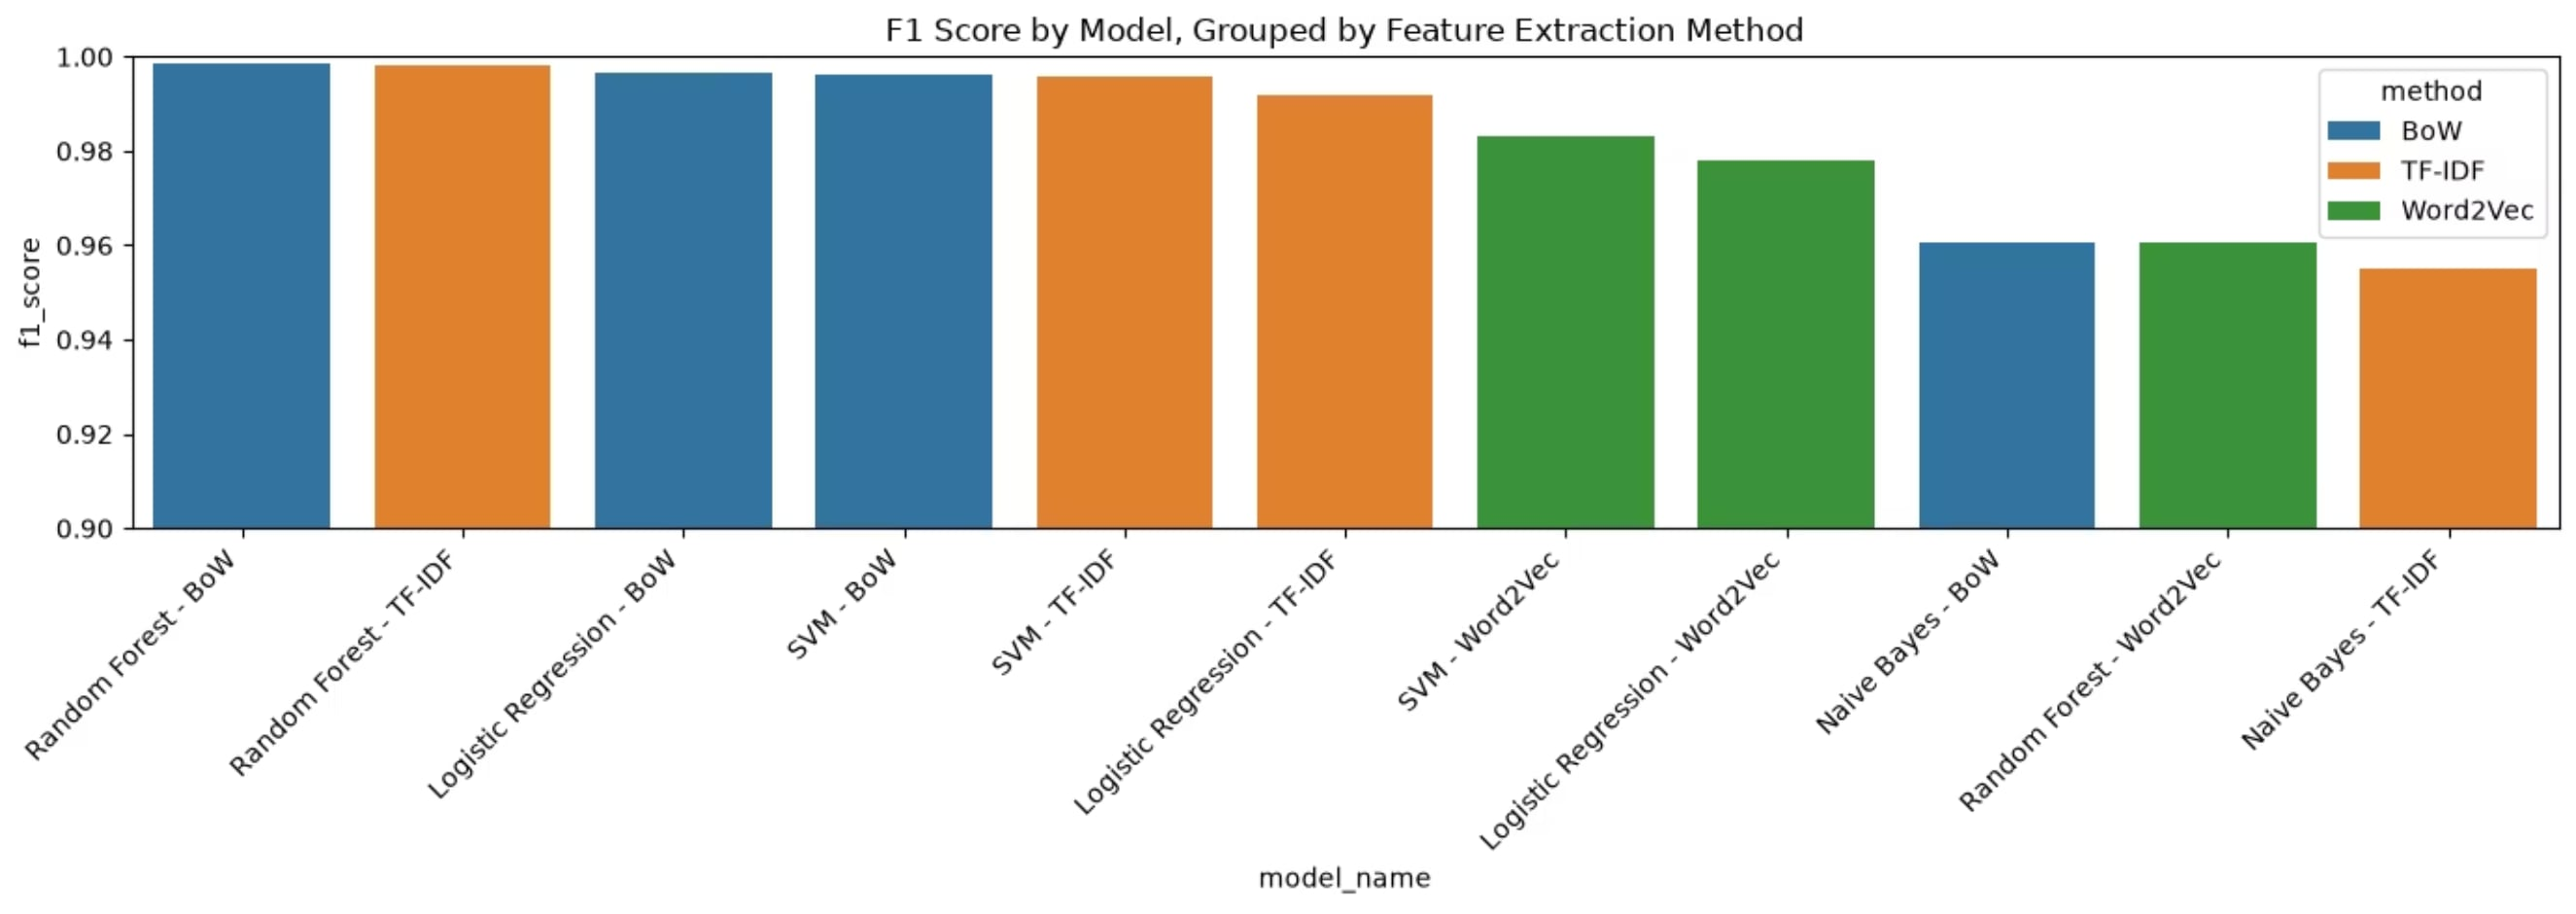 F1 Score by Model, Grouped by Feature Extraction Method
1.00
0.98
0.96
0.94
0.92
0.90
f1_score
method
BoW
TF-IDF
Word2Vec
Random Forest - BoW
Random Forest - TF-IDF
Logistic Regression - BoW
SVM - BoW
SVM - TF-IDF
Logistic Regression - TF-IDF
SVM - Word2Vec
Logistic Regression - Word2Vec
Naive Bayes - BoW
Random Forest - Word2Vec
Naive Bayes - TF-IDF
model_name